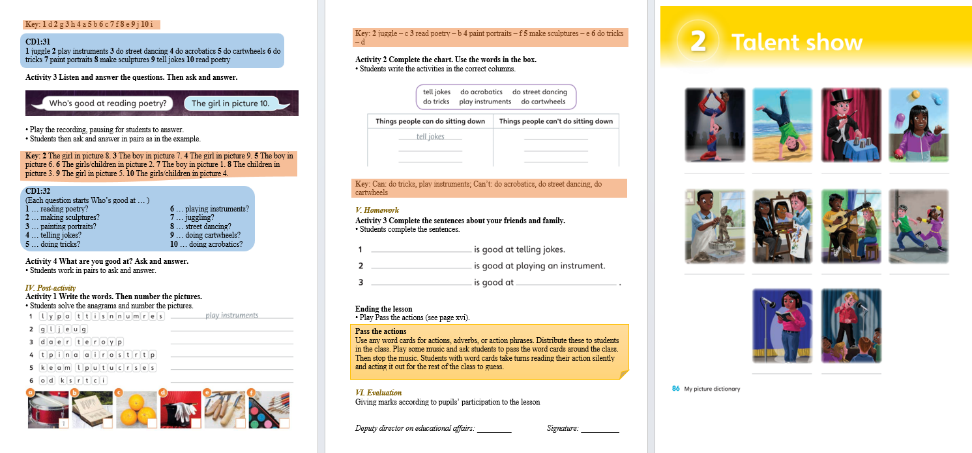 Key: 1 d 2 g 3 h 4 a 5 b 6 c 7 f 8 e 9 j 10 i
CD1:31
1 juggle 2 play instruments 3 do street dancing 4 do acrobatics 5 do cartwheels 6 do
tricks 7 paint portraits 8 make sculptures 9 tell jokes 10 read poetry
Activity 3 Listen and answer the questions. Then ask and answer.
Who's good at reading poetry?
The girl in picture 10.
• Play the recording, pausing for students to answer.
• Students then ask and answer in pairs as in the example.
Key: 2 The girl in picture 8. 3 The boy in picture 7. 4 The girl in picture 9. 5 The boy in
picture 6. 6 The girls/children in picture 2. 7 The boy in picture 1. 8 The children in
picture 3. 9 The girl in picture 5. 10 The girls/children in picture 4.
CD1:32
(Each question starts Who's good at … )
1 … reading poetry?
2 … making sculptures?
3 … painting portraits?
4 … telling jokes?
5 … doing tricks?
6 … playing instruments?
7 … juggling?
8 … street dancing?
9 … doing cartwheels?
10 … doing acrobatics?
Activity 4 What are you good at? Ask and answer.
• Students work in pairs to ask and answer.
IV. Post-activity
Activity 1 Write the words. Then number the pictures.
• Students solve the anagrams and number the pictures.
1 l y p a t t i s n n u m r e s play instruments
2 g l j e u g
3 d a e r t e r o y p
4 t p i n a a i r o s t r t p
5 k e a m l p u t u c r s e s
6 o d k s r t c i
a b c d e f
1
Key: 2 juggle – c 3 read poetry – b 4 paint portraits – f 5 make sculptures – e 6 do tricks
– d
Activity 2 Complete the chart. Use the words in the box.
• Students write the activities in the correct columns.
tell jokes do acrobatics do street dancing
do tricks play instruments do cartwheels
Things people can do sitting down Things people can't do sitting down
tell jokes
Key: Can: do tricks, play instruments; Can't: do acrobatics, do street dancing, do
cartwheels
V. Homework
Activity 3 Complete the sentences about your friends and family.
• Students complete the sentences.
1 ____ is good at telling jokes.
2 ____ is good at playing an instrument.
3 ____ is good at ____ .
Ending the lesson
• Play Pass the actions (see page xvi).
Pass the actions
Use any word cards for actions, adverbs, or action phrases. Distribute these to students
in the class. Play some music and ask students to pass the word cards around the class.
Then stop the music. Students with word cards take turns reading their action silently
and acting it out for the rest of the class to guess.
VI. Evaluation
Giving marks according to pupils' participation to the lesson
Deputy director on educational affairs: ________ Signature: ________
2 Talent show
86 My picture dictionary